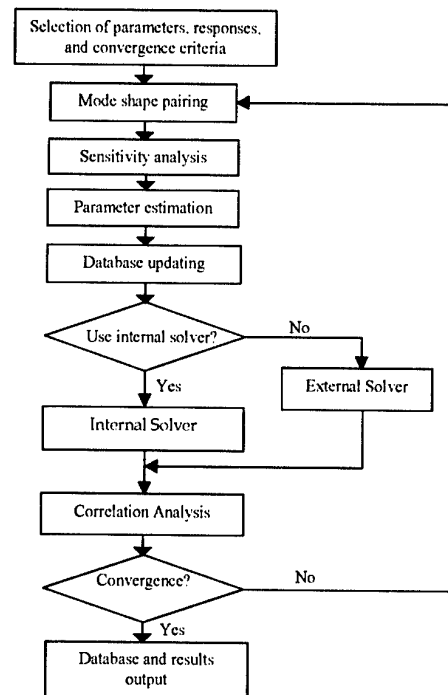 Selection of parameters, responses,
and convergence criteria
Mode shape pairing
Sensitivity analysis
Parameter estimation
Database updating
Use internal solver?
No
Yes
External Solver
Internal Solver
Correlation Analysis
Convergence?
No
Yes
Database and results
output